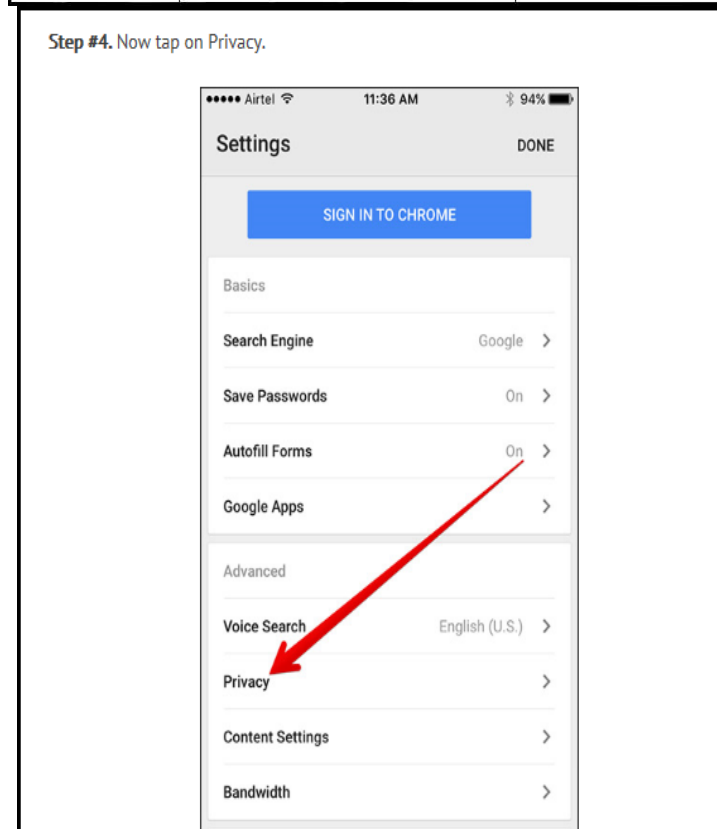 Step #4. Now tap on Privacy.
Airtel 11:36 AM 94%
Settings DONE
SIGN IN TO CHROME
Basics
Search Engine Google
Save Passwords On
Autofill Forms On
Google Apps
Advanced
Voice Search English (U.S.)
Privacy
Content Settings
Bandwidth